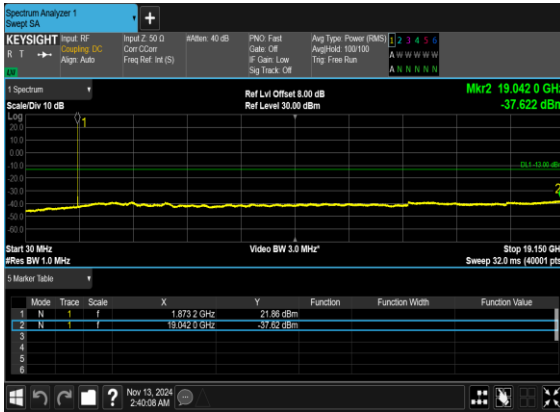 Spectrum Analyzer 1
Swept SA
KEYSIGHT Input: RF Input Z: 50 Ω #Atten: 40 dB PNO: Fast Avg Type: Power (RMS) 1 2 3 4 5 6
R T Coupling: DC Corr CCorr Gate: Off Avg|Hold: 100/100 A W W W W W
Align: Auto Freq Ref: Int (S) IF Gain: Low Trig: Free Run
LXI Sig Track: Off A N N N N N
1 Spectrum Ref Lvl Offset 8.00 dB Mkr2 19.042 0 GHz
Scale/Div 10 dB Ref Level 30.00 dBm -37.622 dBm
Log
1
20.0
10.0
0.00
-10.0
DL1 -13.00 dBm
-20.0
-30.0
2
-40.0
-50.0
-60.0
Start 30 MHz Video BW 3.0 MHz* Stop 19.150 GHz
#Res BW 1.0 MHz Sweep 32.0 ms (40001 pts)
5 Marker Table
Mode Trace Scale X Y Function Function Width Function Value
1 N 1 f 1.873 2 GHz 21.86 dBm
2 N 1 f 19.042 0 GHz -37.62 dBm
3
4
5
6
? Nov 13, 2024
2:40:08 AM